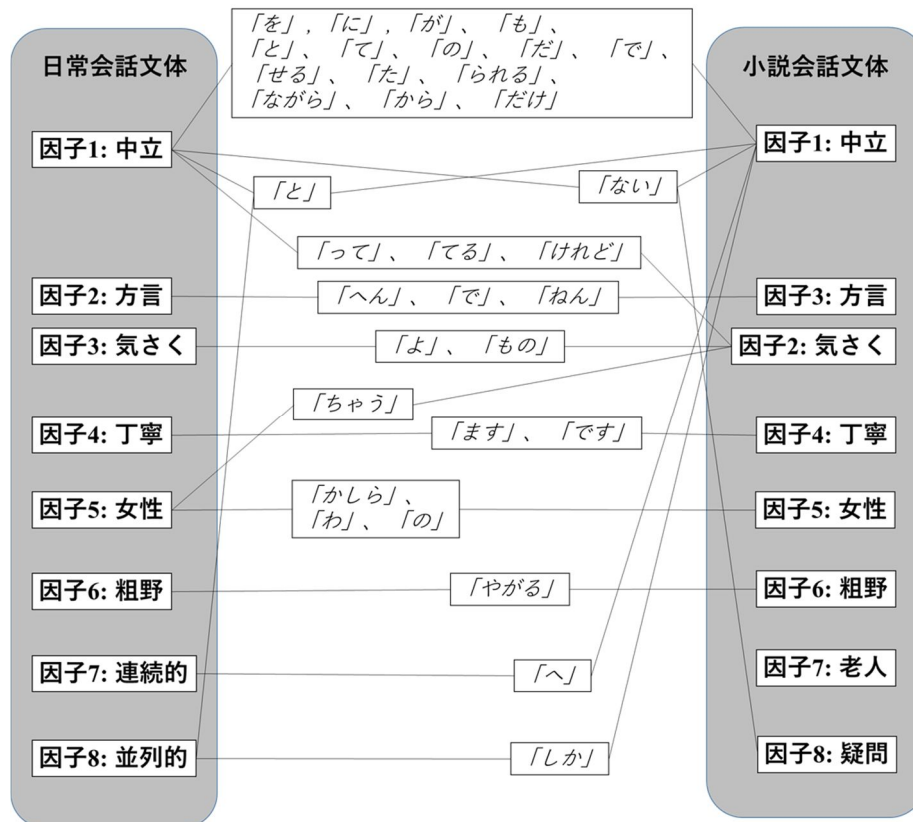 「を」,「に」,「が」、「も」、
「と」、「て」、「の」、「だ」、「で」、
「せる」、「た」、「られる」、
「ながら」、「から」、「だけ」
日常会話文体
小説会話文体
因子1: 中立
因子1: 中立
「と」
「ない」
「って」、「てる」、「けれど」
因子2: 方言
「へん」、「で」、「ねん」
因子3: 方言
因子3: 気さく
「よ」、「もの」
因子2: 気さく
「ちゃう」
因子4: 丁寧
「ます」、「です」
因子4: 丁寧
因子5: 女性
「かしら」、
「わ」、「の」
因子5: 女性
因子6: 粗野
「やがる」
因子6: 粗野
因子7: 連続的
「へ」
因子7: 老人
因子8: 並列的
「しか」
因子8: 疑問